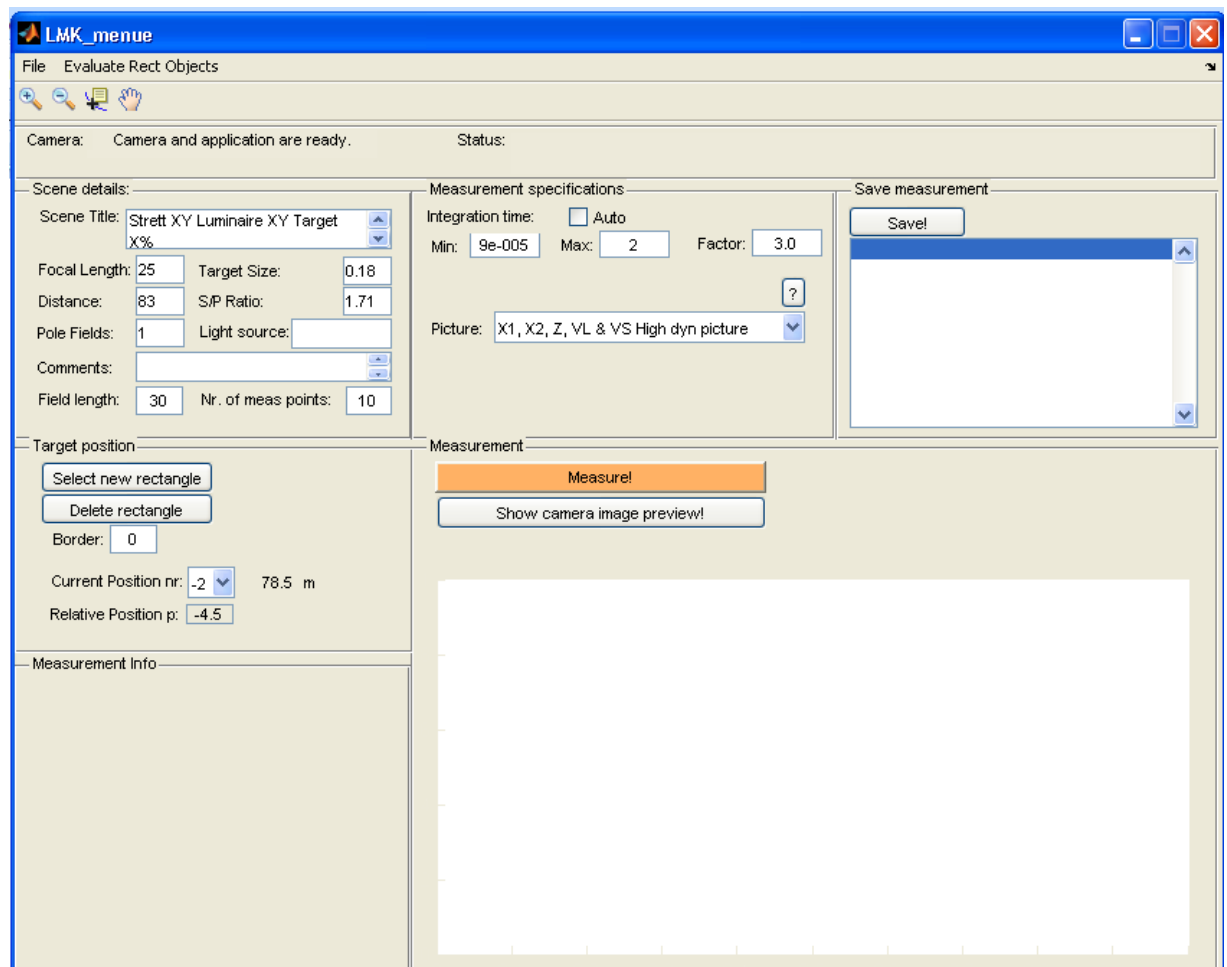 LMK_menue
File Evaluate Rect Objects
Camera: Camera and application are ready. Status:
Scene details:
Scene Title: Strett XY Luminaire XY Target
X%
Focal Length: 25 Target Size: 0.18
Distance: 83 S/P Ratio: 1.71
Pole Fields: 1 Light source:
Comments:
Field length: 30 Nr. of meas points: 10
Measurement specifications
Integration time: Auto
Min: 9e-005 Max: 2 Factor: 3.0
?
Picture: X1, X2, Z, VL & VS High dyn picture
Save measurement
Save!
Target position
Select new rectangle
Delete rectangle
Border: 0
Current Position nr: -2 78.5 m
Relative Position p: -4.5
Measurement
Measure!
Show camera image preview!
Measurement Info